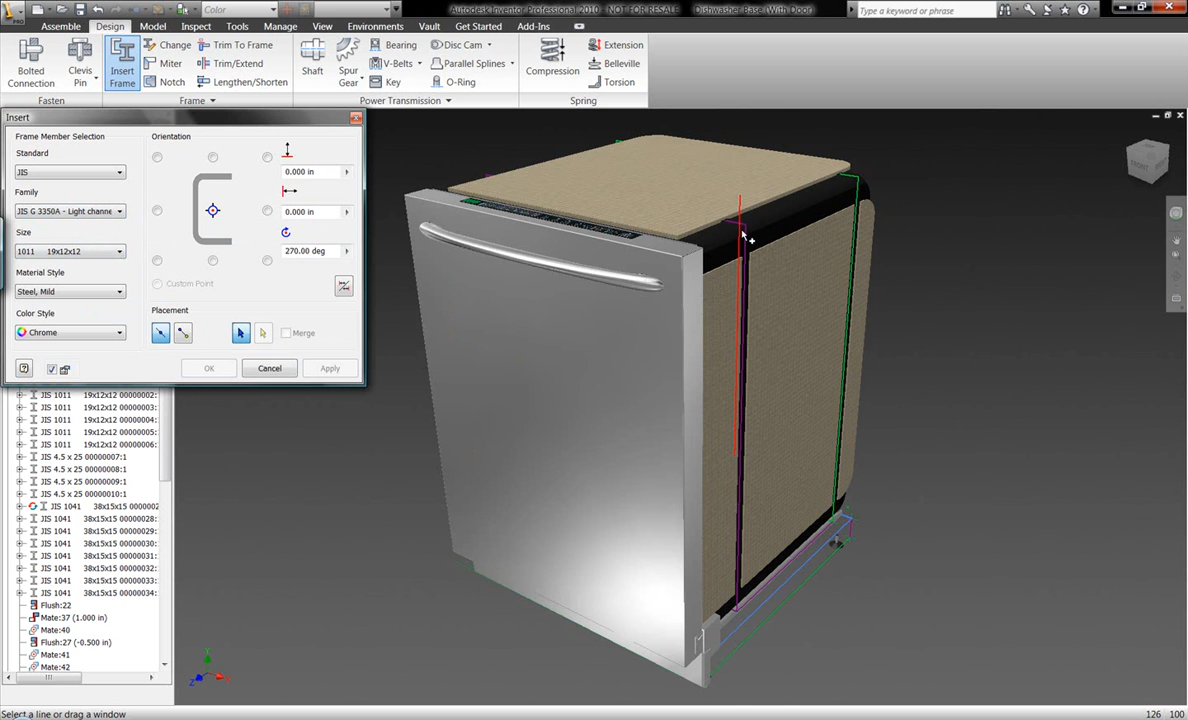 Color
Autodesk Inventor Professional 2010 - NOT FOR RESALE
Dishwasher Base (With Door)
Type a keyword or phrase
PRO
Assemble Design Model Inspect Tools Manage View Environments Vault Get Started Add-Ins
Bolted Connection
Clevis Pin
Insert Frame
Change
Miter
Notch
Trim To Frame
Trim/Extend
Lengthen/Shorten
Shaft
Spur Gear
Bearing
V-Belts
Key
Disc Cam
Parallel Splines
O-Ring
Compression
Extension
Belleville
Torsion
Fasten
Frame
Power Transmission
Spring
Insert
Frame Member Selection
Orientation
Standard
JIS
0.000 in
Family
JIS G 3350A - Light channe
0.000 in
Size
1011 19x12x12
270.00 deg
Material Style
Steel, Mild
Custom Point
Color Style
Placement
Chrome
Merge
OK
Cancel
Apply
JIS 1011 19x12x12 00000002:
JIS 1011 19x12x12 00000003:
JIS 1011 19x12x12 00000004:
JIS 1011 19x12x12 00000005:
JIS 1011 19x12x12 00000006:
JIS 4.5 x 25 00000007:1
JIS 4.5 x 25 00000008:1
JIS 4.5 x 25 00000009:1
JIS 4.5 x 25 00000010:1
JIS 1041 38x15x15 0000002
JIS 1041 38x15x15 00000028:
JIS 1041 38x15x15 00000029:
JIS 1041 38x15x15 00000030:
JIS 1041 38x15x15 00000031:
JIS 1041 38x15x15 00000032:
JIS 1041 38x15x15 00000033:
JIS 1041 38x15x15 00000034:
Flush:22
Mate:37 (1.000 in)
Mate:40
Flush:27 (-0.500 in)
Mate:41
Mate:42
Y
Z
X
Select a line or drag a window
126 100